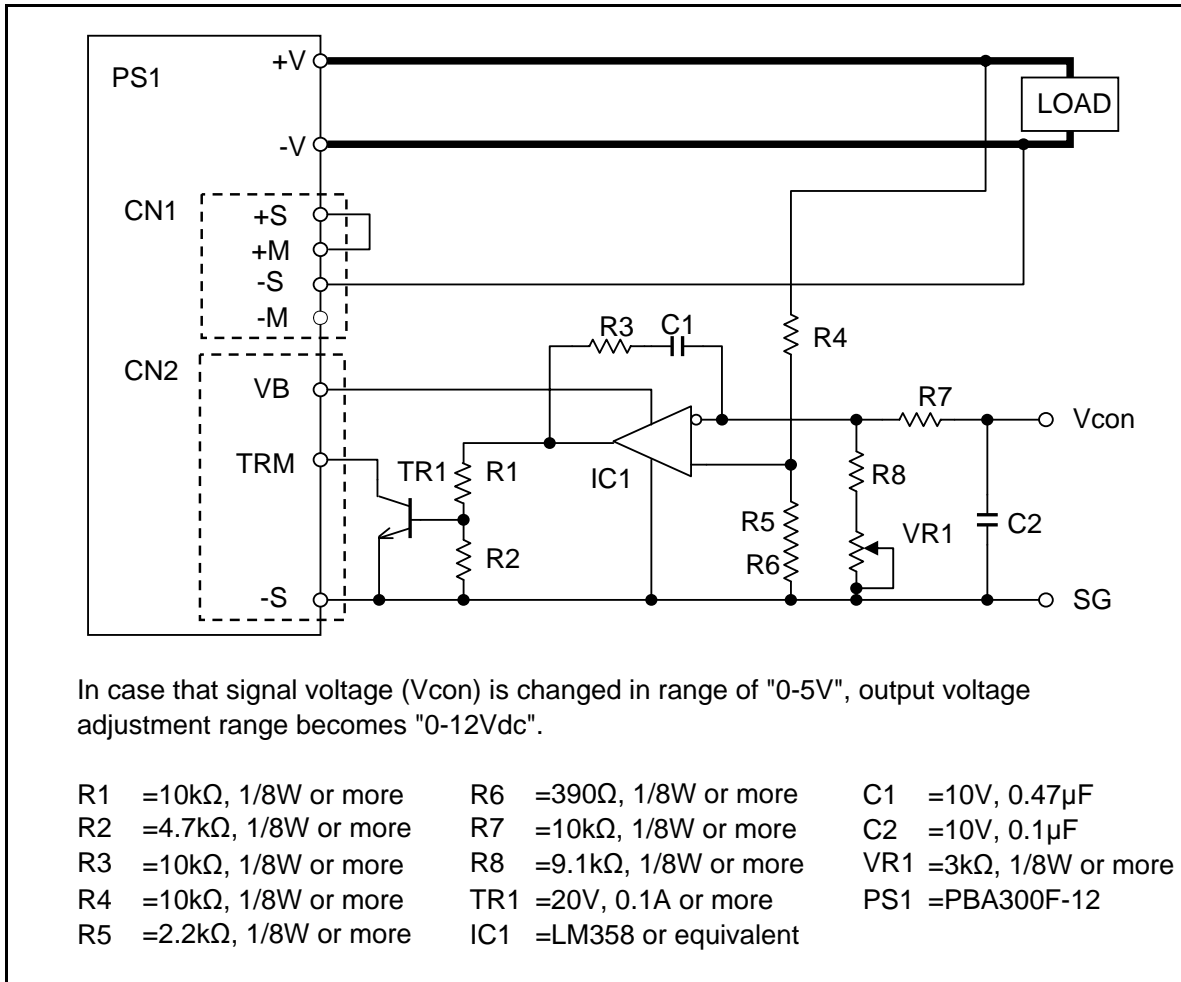 PS1
+V
-V
LOAD
CN1
+S
+M
-S
-M
CN2
VB
TRM
-S
R3
C1
R4
R7
Vcon
TR1
R1
IC1
R8
R5
VR1
C2
R2
R6
SG
In case that signal voltage (Vcon) is changed in range of "0-5V", output voltage
adjustment range becomes "0-12Vdc".
R1 =10kΩ, 1/8W or more
R2 =4.7kΩ, 1/8W or more
R3 =10kΩ, 1/8W or more
R4 =10kΩ, 1/8W or more
R5 =2.2kΩ, 1/8W or more
R6 =390Ω, 1/8W or more
R7 =10kΩ, 1/8W or more
R8 =9.1kΩ, 1/8W or more
TR1 =20V, 0.1A or more
IC1 =LM358 or equivalent
C1 =10V, 0.47µF
C2 =10V, 0.1µF
VR1 =3kΩ, 1/8W or more
PS1 =PBA300F-12